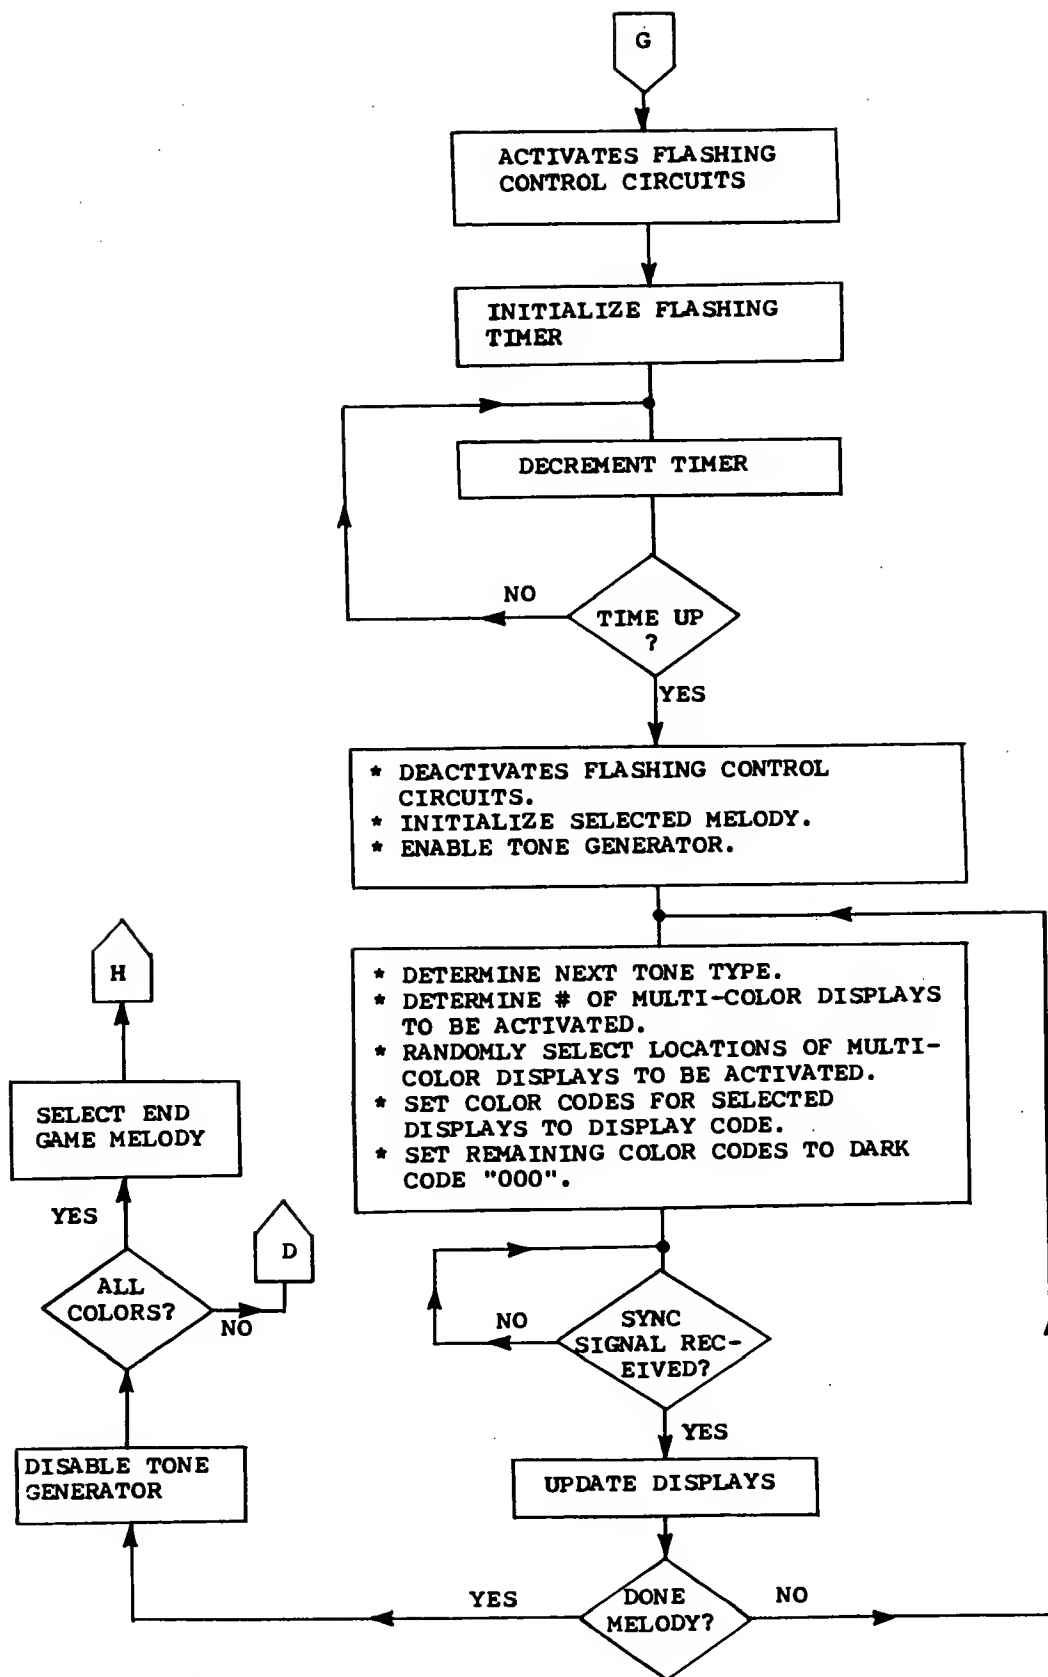 G
ACTIVATES FLASHING
CONTROL CIRCUITS
INITIALIZE FLASHING
TIMER
DECREMENT TIMER
NO
TIME UP
?
YES
* DEACTIVATES FLASHING CONTROL
CIRCUITS.
* INITIALIZE SELECTED MELODY.
* ENABLE TONE GENERATOR.
* DETERMINE NEXT TONE TYPE.
* DETERMINE # OF MULTI-COLOR DISPLAYS
TO BE ACTIVATED.
* RANDOMLY SELECT LOCATIONS OF MULTI-
COLOR DISPLAYS TO BE ACTIVATED.
* SET COLOR CODES FOR SELECTED
DISPLAYS TO DISPLAY CODE.
* SET REMAINING COLOR CODES TO DARK
CODE "000".
NO
SYNC
SIGNAL REC-
EIVED?
YES
UPDATE DISPLAYS
DONE
MELODY?
NO
YES
DISABLE TONE
GENERATOR
ALL
COLORS?
NO
D
YES
SELECT END
GAME MELODY
H